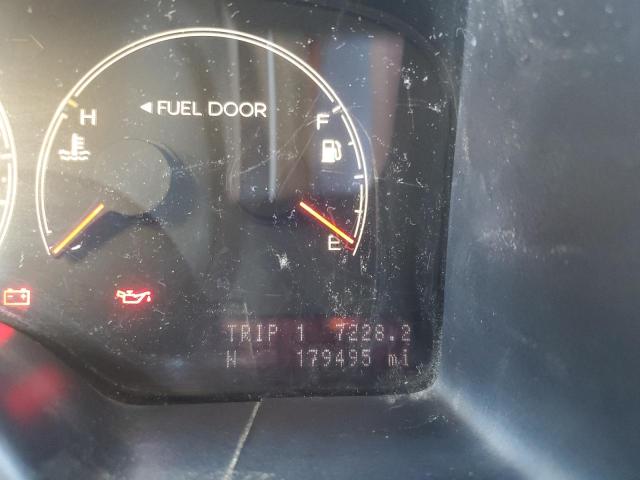 H
◄ FUEL DOOR
F
E
TRIP 1 7228.2
N 179495 mi